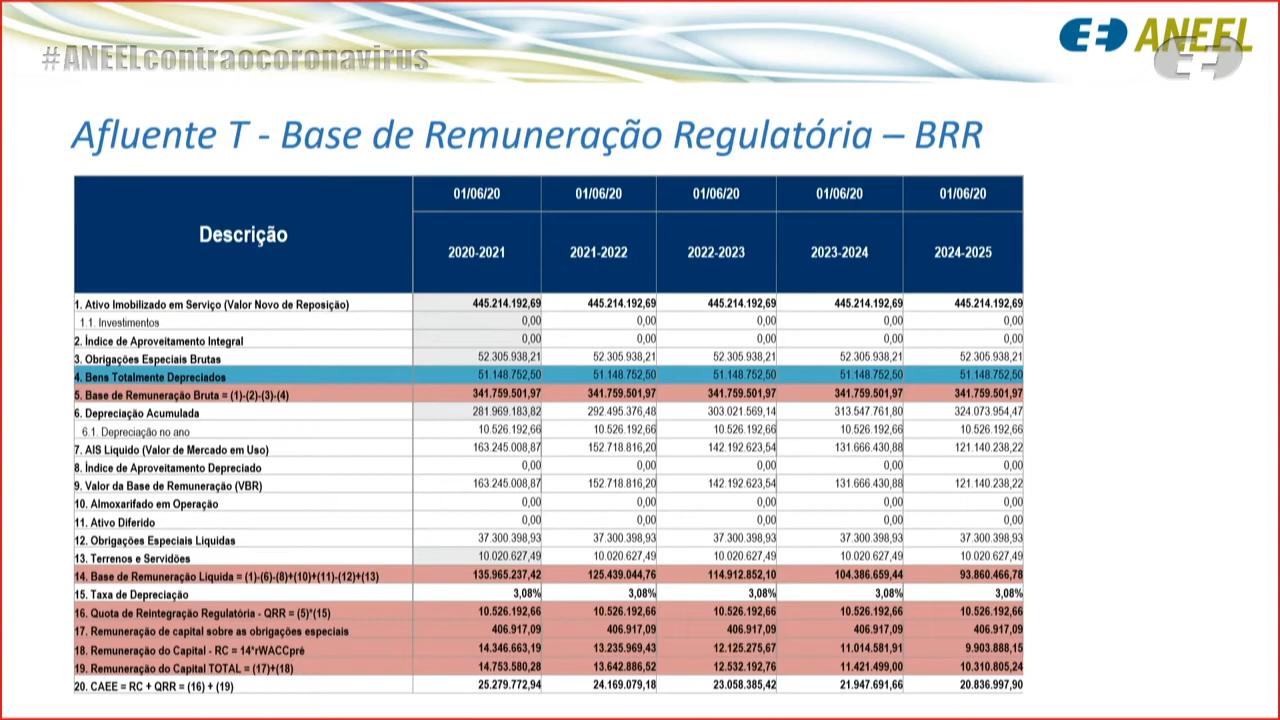 #ANEELcontraocoronavirus
ANEEL
Afluente T - Base de Remuneração Regulatória – BRR
Descrição 01/06/20 01/06/20 01/06/20 01/06/20 01/06/20
2020-2021 2021-2022 2022-2023 2023-2024 2024-2025
1. Ativo Imobilizado em Serviço (Valor Novo de Reposição) 445.214.192,69 445.214.192,69 445.214.192,69 445.214.192,69 445.214.192,69
1.1. Investimentos 0,00 0,00 0,00 0,00 0,00
2. Índice de Aproveitamento Integral 0,00 0,00 0,00 0,00 0,00
3. Obrigações Especiais Brutas 52.305.938,21 52.305.938,21 52.305.938,21 52.305.938,21 52.305.938,21
4. Bens Totalmente Depreciados 51.148.752,50 51.148.752,50 51.148.752,50 51.148.752,50 51.148.752,50
5. Base de Remuneração Bruta = (1)-(2)-(3)-(4) 341.759.501,97 341.759.501,97 341.759.501,97 341.759.501,97 341.759.501,97
6. Depreciação Acumulada 281.969.183,82 292.495.376,48 303.021.569,14 313.547.761,80 324.073.954,47
6.1. Depreciação no ano 10.526.192,66 10.526.192,66 10.526.192,66 10.526.192,66 10.526.192,66
7. AIS Líquido (Valor de Mercado em Uso) 163.245.008,87 152.718.816,20 142.192.623,54 131.666.430,88 121.140.238,22
8. Índice de Aproveitamento Depreciado 0,00 0,00 0,00 0,00 0,00
9. Valor da Base de Remuneração (VBR) 163.245.008,87 152.718.816,20 142.192.623,54 131.666.430,88 121.140.238,22
10. Almoxarifado em Operação 0,00 0,00 0,00 0,00 0,00
11. Ativo Diferido 0,00 0,00 0,00 0,00 0,00
12. Obrigações Especiais Líquidas 37.300.398,93 37.300.398,93 37.300.398,93 37.300.398,93 37.300.398,93
13. Terrenos e Servidões 10.020.627,49 10.020.627,49 10.020.627,49 10.020.627,49 10.020.627,49
14. Base de Remuneração Líquida = (1)-(6)-(8)+(10)+(11)-(12)+(13) 135.965.237,42 125.439.044,76 114.912.852,10 104.386.659,44 93.860.466,78
15. Taxa de Depreciação 3,08% 3,08% 3,08% 3,08% 3,08%
16. Quota de Reintegração Regulatória - QRR = (5)*(15) 10.526.192,66 10.526.192,66 10.526.192,66 10.526.192,66 10.526.192,66
17. Remuneração de capital sobre as obrigações especiais 406.917,09 406.917,09 406.917,09 406.917,09 406.917,09
18. Remuneração do Capital - RC = 14*rWACCpré 14.346.663,19 13.235.969,43 12.125.275,67 11.014.581,91 9.903.888,15
19. Remuneração do Capital TOTAL = (17)+(18) 14.753.580,28 13.642.886,52 12.532.192,76 11.421.499,00 10.310.805,24
20. CAEE = RC + QRR = (16) + (19) 25.279.772,94 24.169.079,18 23.058.385,42 21.947.691,66 20.836.997,90